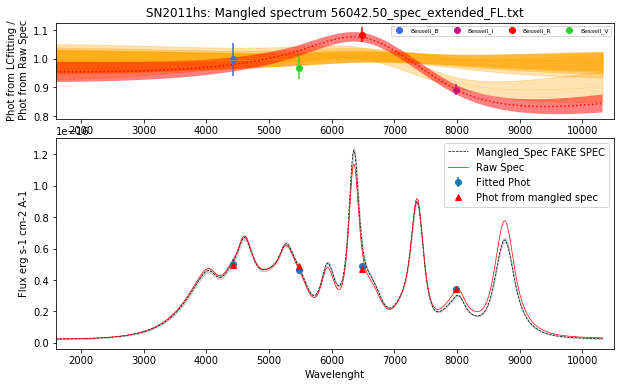 SN2011hs: Mangled spectrum 56042.50_spec_extended_FL.txt
Phot from LCfitting /
Phot from Raw Spec
1.1
1.0
0.9
0.8
Bessell_B
Bessell_I
Bessell_R
Bessell_V
2000 3000 4000 5000 6000 7000 8000 9000 10000
1e−16
Flux erg s-1 cm-2 A-1
1.2
1.0
0.8
0.6
0.4
0.2
0.0
Mangled_Spec FAKE SPEC
Raw Spec
Fitted Phot
Phot from mangled spec
2000 3000 4000 5000 6000 7000 8000 9000 10000
Wavelenght